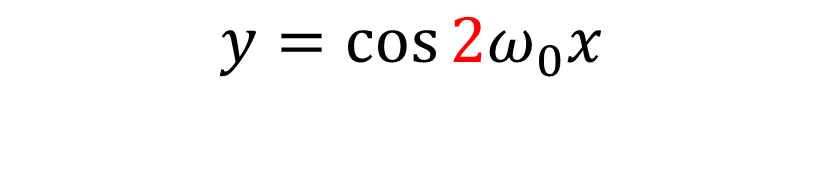 y = cos 2ω₀x